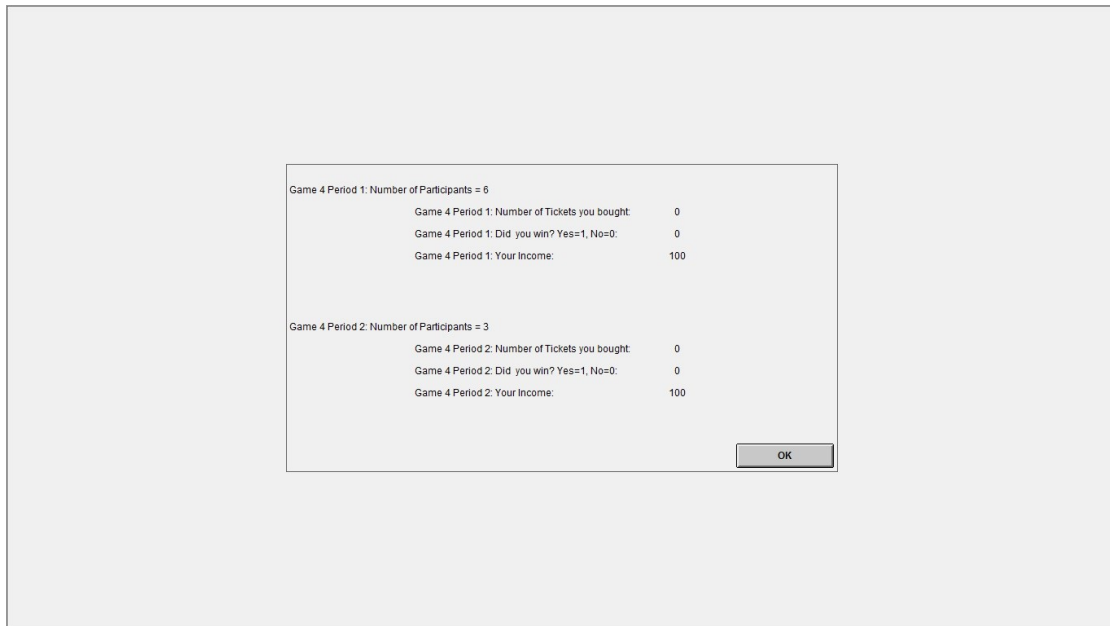 Game 4 Period 1: Number of Participants = 6
Game 4 Period 1: Number of Tickets you bought: 0
Game 4 Period 1: Did you win? Yes=1, No=0: 0
Game 4 Period 1: Your Income: 100
Game 4 Period 2: Number of Participants = 3
Game 4 Period 2: Number of Tickets you bought: 0
Game 4 Period 2: Did you win? Yes=1, No=0: 0
Game 4 Period 2: Your Income: 100
OK